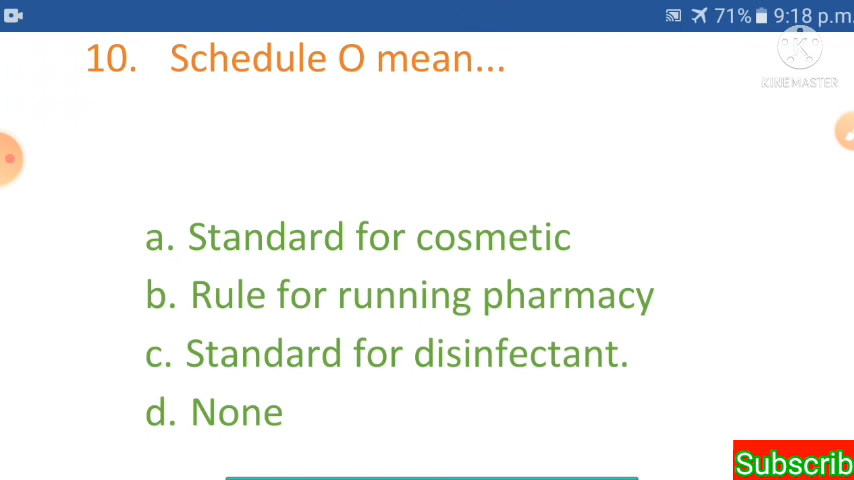 71% 9:18 p.m.
10. Schedule O mean...
KINEMASTER
a. Standard for cosmetic
b. Rule for running pharmacy
c. Standard for disinfectant.
d. None
Subscrib